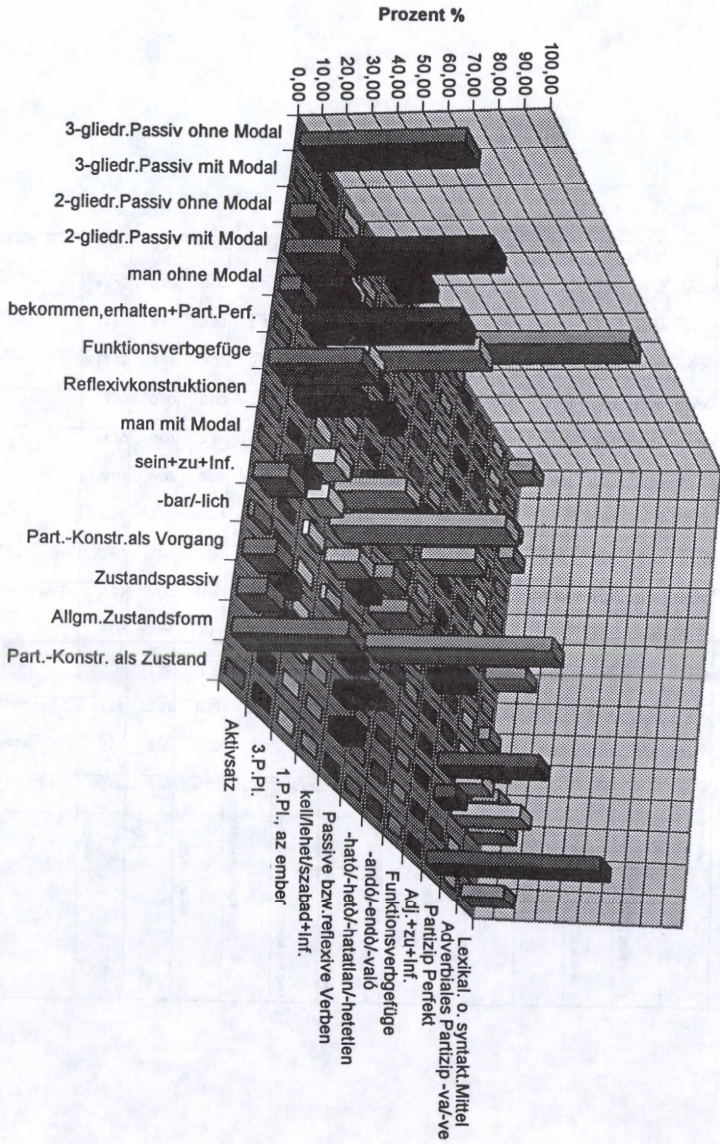 Prozent %
100,00
90,00
80,00
70,00
60,00
50,00
40,00
30,00
20,00
10,00
0,00
3-gliedr.Passiv ohne Modal
3-gliedr.Passiv mit Modal
2-gliedr.Passiv ohne Modal
2-gliedr.Passiv mit Modal
man ohne Modal
bekommen,erhalten+Part.Perf.
Funktionsverbgefüge
Reflexivkonstruktionen
man mit Modal
sein+zu+Inf.
-bar/-lich
Part.-Konstr.als Vorgang
Zustandspassiv
Allgm.Zustandsform
Part.-Konstr. als Zustand
Aktivsatz
3.P.Pl.
1.P.Pl., az ember
kell/lehet/szabad+Inf.
Passive bzw.reflexive Verben
-ható/-hető/-hatatlan/-hetetlen
-andó/-endő/-való
Funktionsverbgefüge
Adj.+zu+Inf.
Partizip Perfekt
Adverbiales Partizip -va/-ve
Lexikal. o. syntakt.Mittel